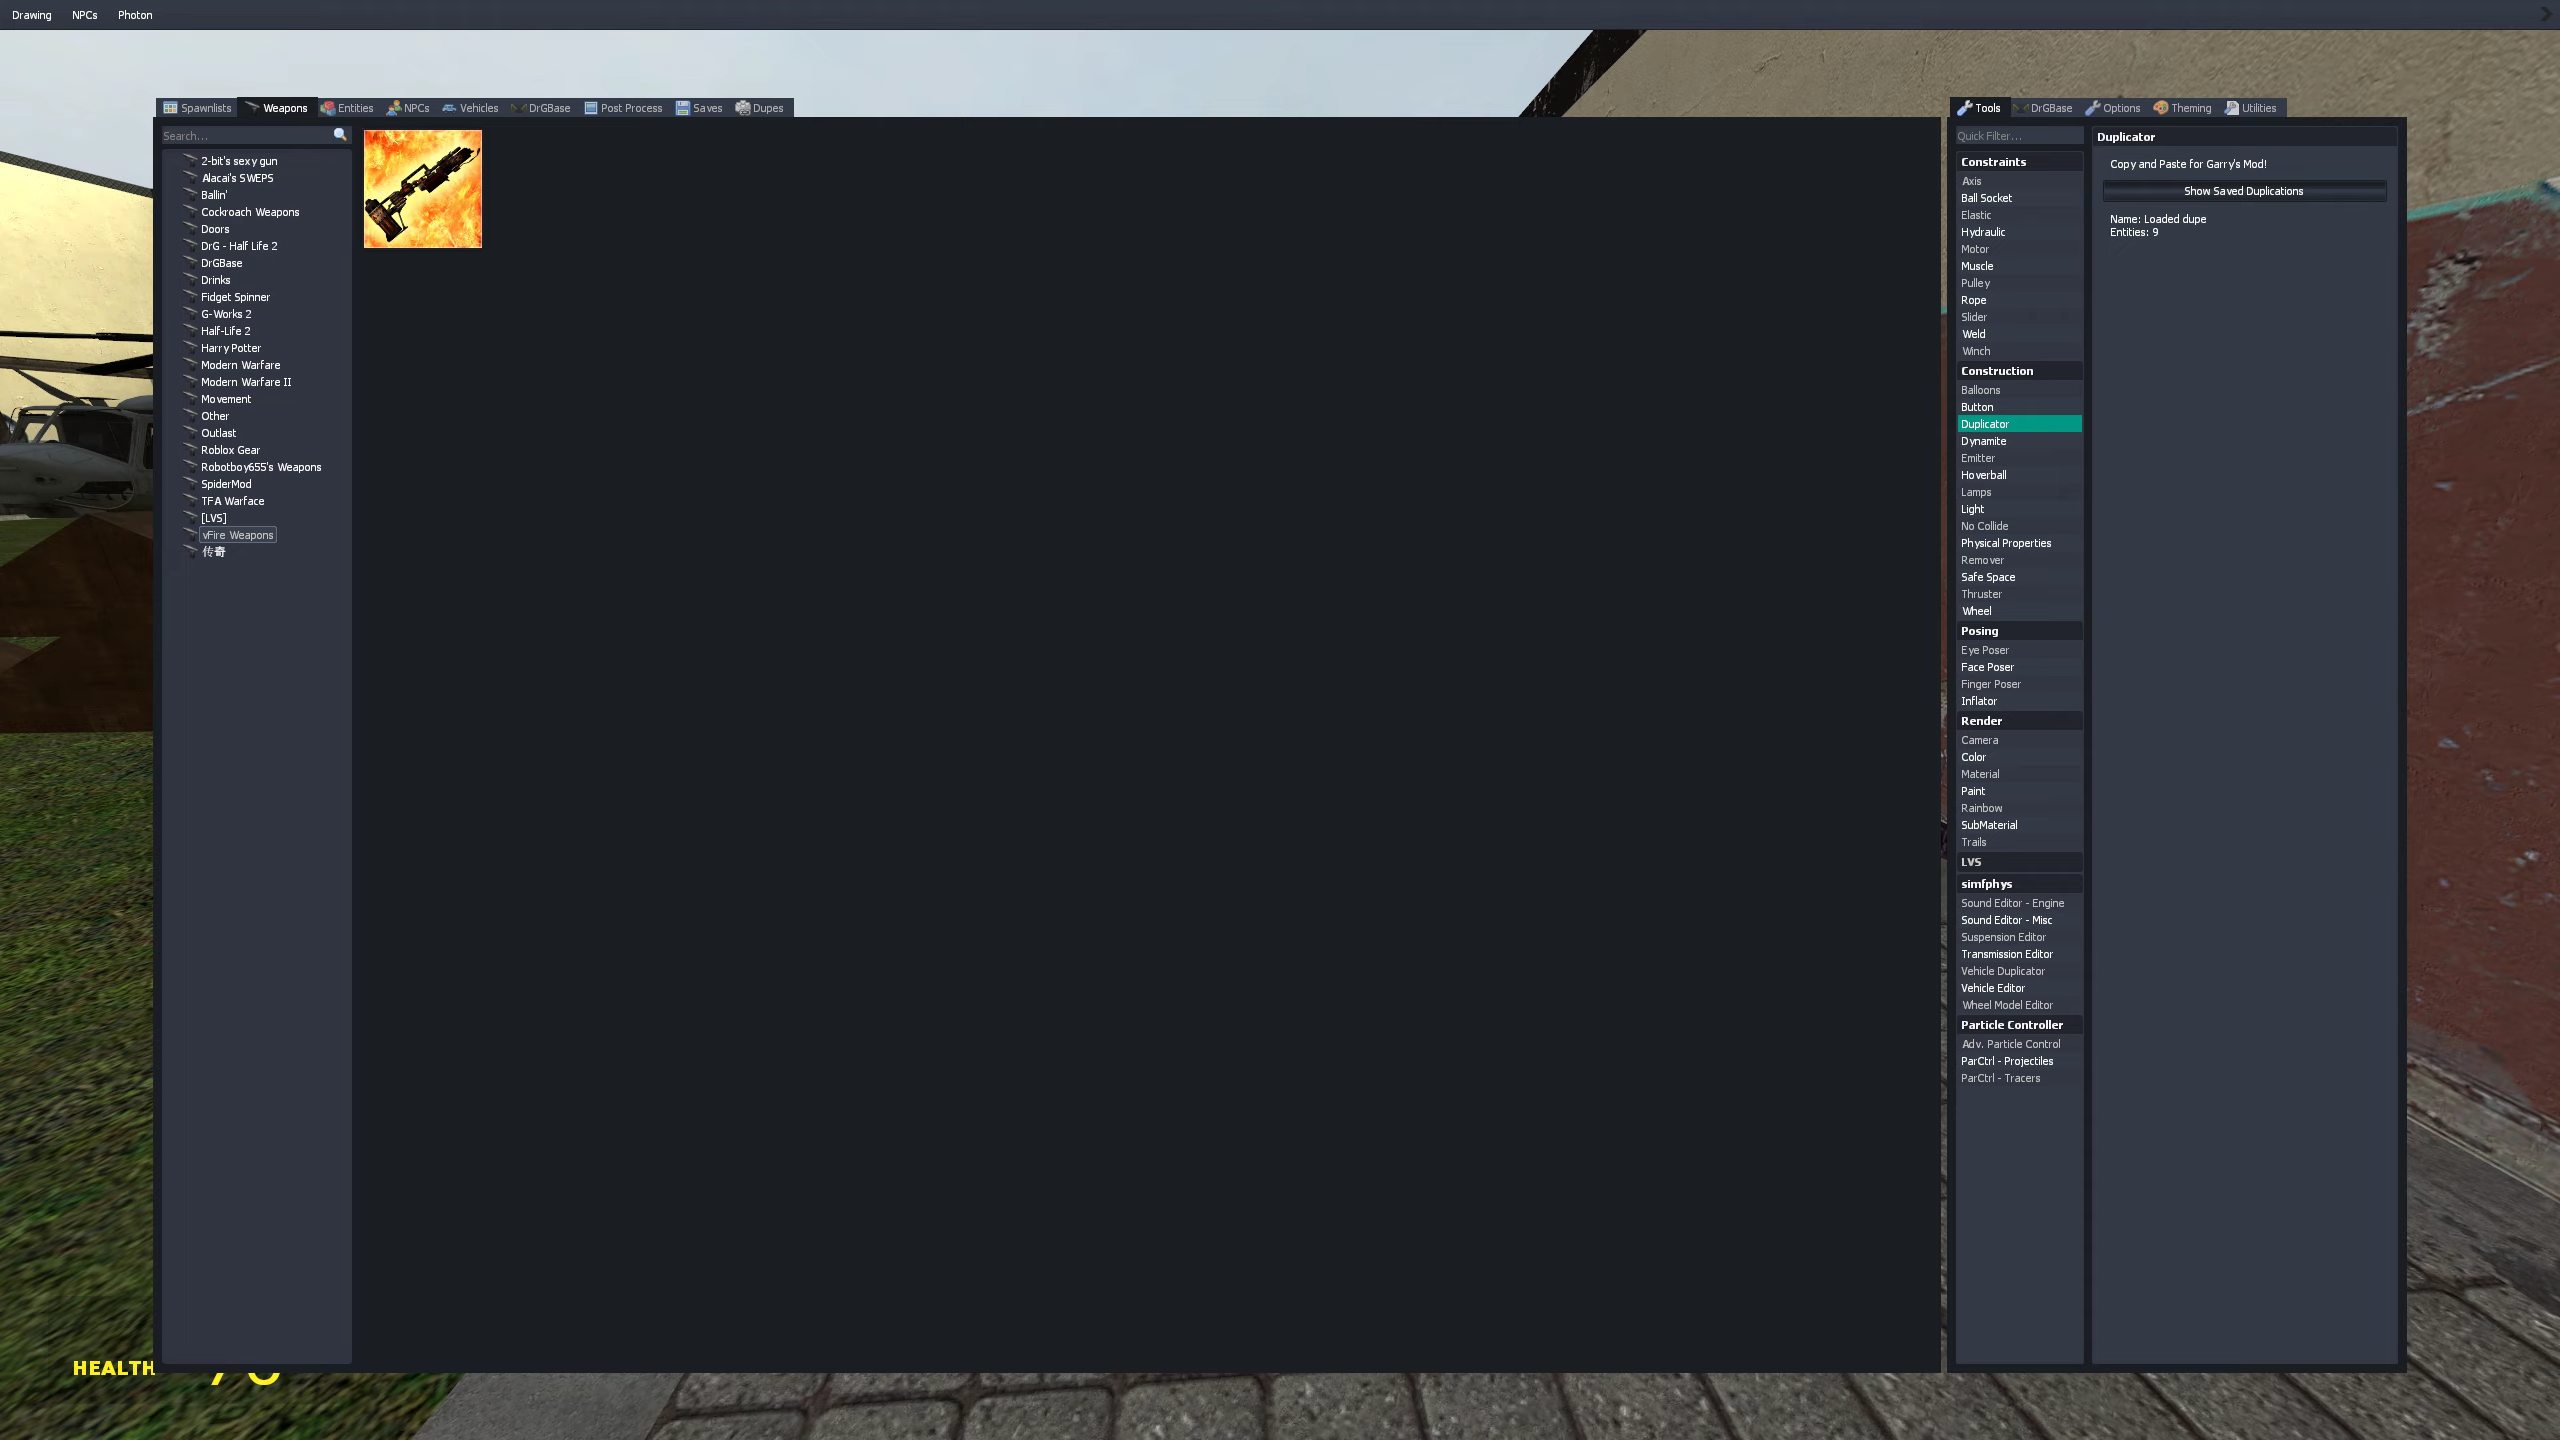 Drawing NPCs Photon
Spawnlists Weapons Entities NPCs Vehicles DrGBase Post Process Saves Dupes
Search...
2-bit's sexy gun
Alacai's SWEPS
Ballin'
Cockroach Weapons
Doors
DrG - Half Life 2
DrGBase
Drinks
Fidget Spinner
G-Works 2
Half-Life 2
Harry Potter
Modern Warfare
Modern Warfare II
Movement
Other
Outlast
Roblox Gear
Robotboy655's Weapons
SpiderMod
TFA Warface
[LVS]
vFire Weapons
传奇
HEALTH
Tools DrGBase Options Theming Utilities
Quick Filter...
Constraints
Axis
Ball Socket
Elastic
Hydraulic
Motor
Muscle
Pulley
Rope
Slider
Weld
Winch
Construction
Balloons
Button
Duplicator
Dynamite
Emitter
Hoverball
Lamps
Light
No Collide
Physical Properties
Remover
Safe Space
Thruster
Wheel
Posing
Eye Poser
Face Poser
Finger Poser
Inflator
Render
Camera
Color
Material
Paint
Rainbow
SubMaterial
Trails
LVS
simfphys
Sound Editor - Engine
Sound Editor - Misc
Suspension Editor
Transmission Editor
Vehicle Duplicator
Vehicle Editor
Wheel Model Editor
Particle Controller
Adv. Particle Control
ParCtrl - Projectiles
ParCtrl - Tracers
Duplicator
Copy and Paste for Garry's Mod!
Show Saved Duplications
Name: Loaded dupe
Entities: 9